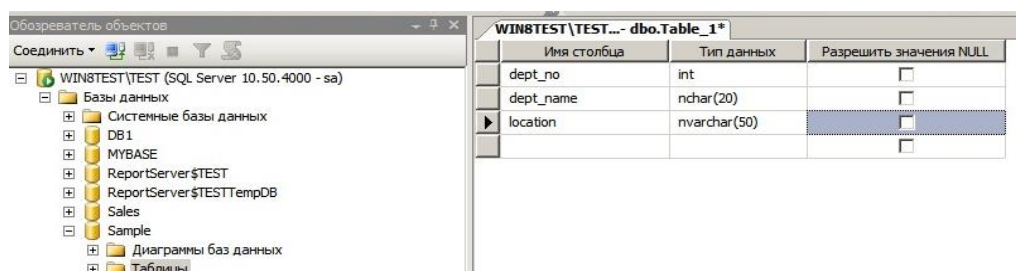 Обозреватель объектов
Соединить
WIN8TEST\TEST (SQL Server 10.50.4000 - sa)
Базы данных
Системные базы данных
DB1
MYBASE
ReportServer$TEST
ReportServer$TESTTempDB
Sales
Sample
Диаграммы баз данных
Таблицы
WIN8TEST\TEST...- dbo.Table_1*
Имя столбца Тип данных Разрешить значения NULL
dept_no int
dept_name nchar(20)
location nvarchar(50)